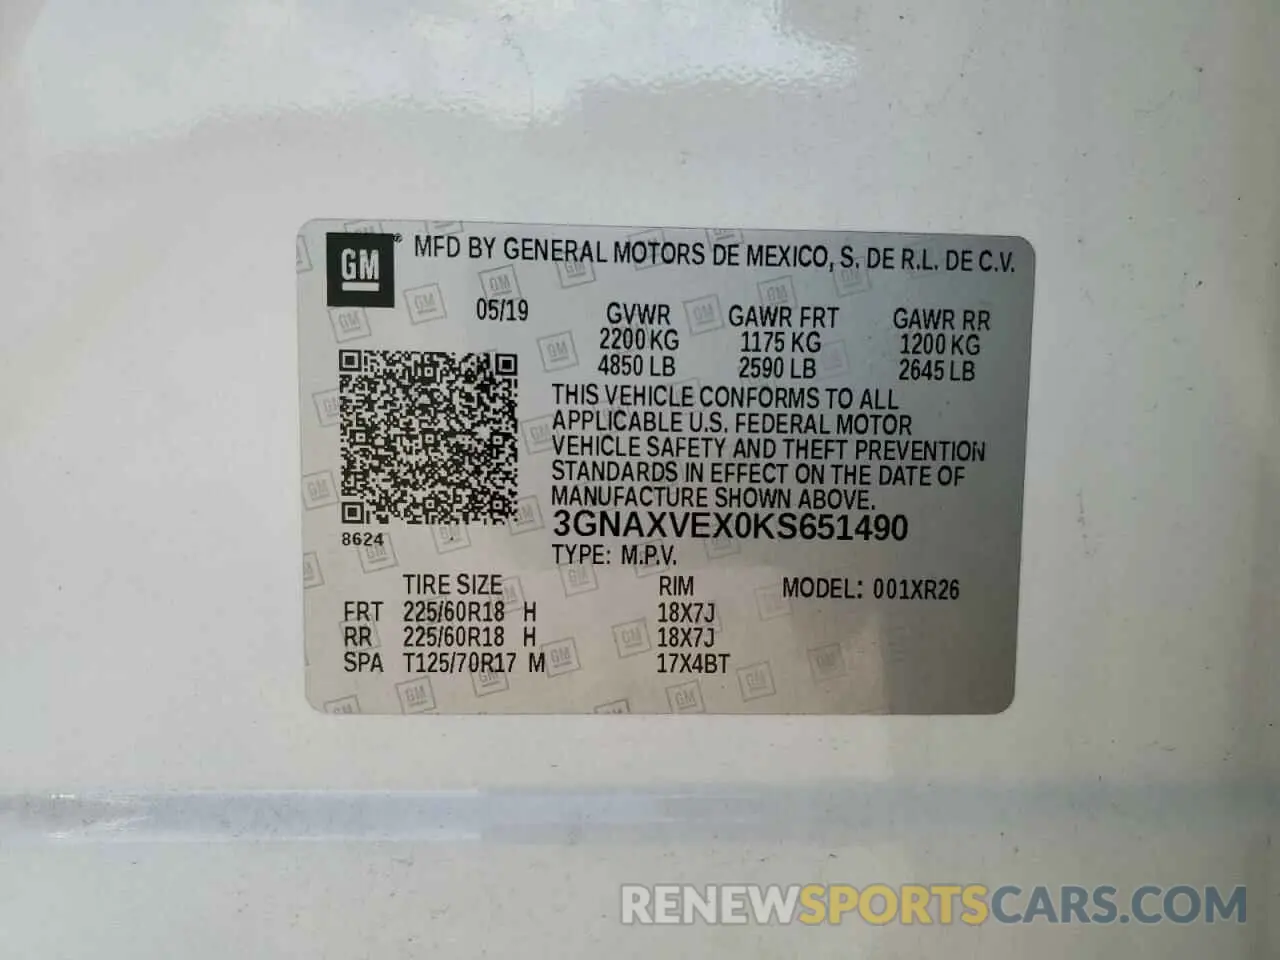 GM® MFD BY GENERAL MOTORS DE MEXICO, S. DE R.L. DE C.V.
05/19 GVWR GAWR FRT GAWR RR
2200 KG 1175 KG 1200 KG
4850 LB 2590 LB 2645 LB
THIS VEHICLE CONFORMS TO ALL
APPLICABLE U.S. FEDERAL MOTOR
VEHICLE SAFETY AND THEFT PREVENTION
STANDARDS IN EFFECT ON THE DATE OF
MANUFACTURE SHOWN ABOVE.
3GNAXVEX0KS651490
8624
TYPE: M.P.V.
TIRE SIZE RIM MODEL: 001XR26
FRT 225/60R18 H 18X7J
RR 225/60R18 H 18X7J
SPA T125/70R17 M 17X4BT
RENEWSPORTSCARS.COM